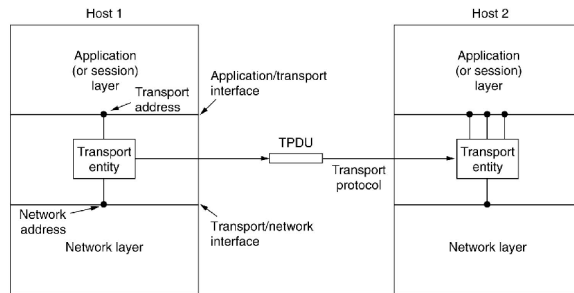 Host 1
Host 2
Application
(or session)
layer
Transport
address
Application/transport
interface
Application
(or session)
layer
Transport
entity
TPDU
Transport
protocol
Transport
entity
Network
address
Network layer
Transport/network
interface
Network layer